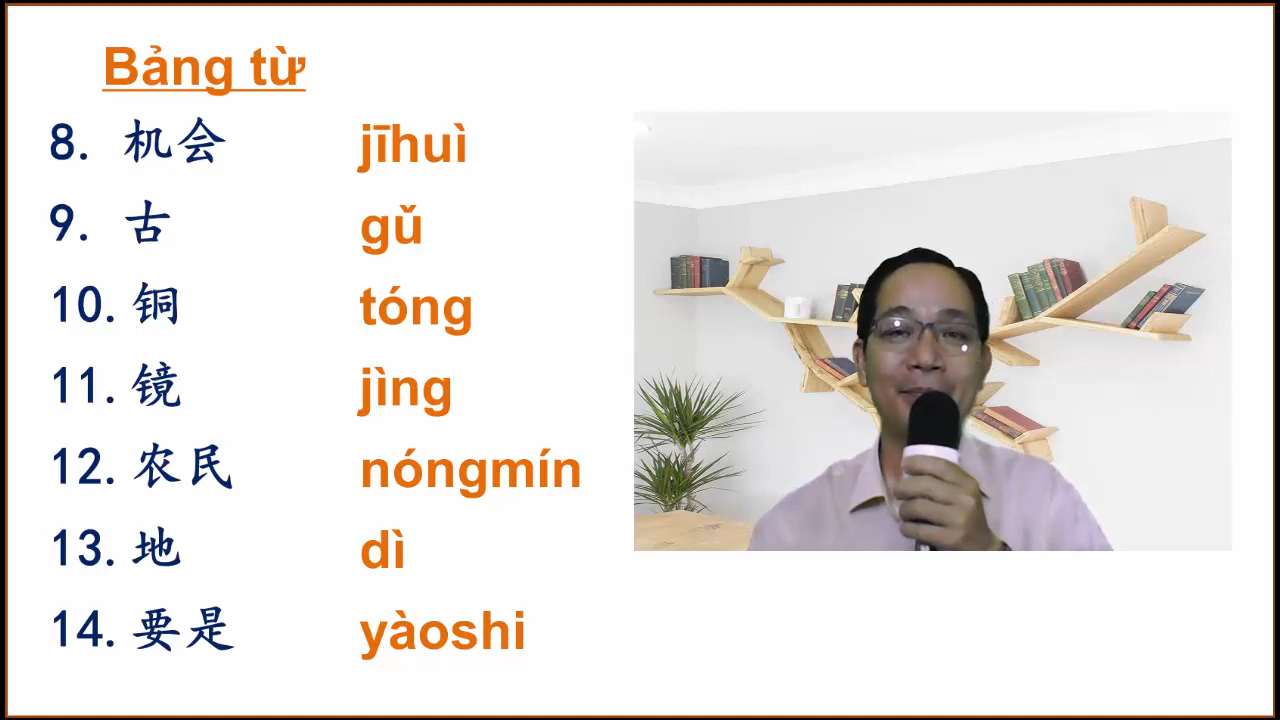 Bảng từ
8. 机会 jīhuì
9. 古 gǔ
10. 铜 tóng
11. 镜 jìng
12. 农民 nóngmín
13. 地 dì
14. 要是 yàoshi